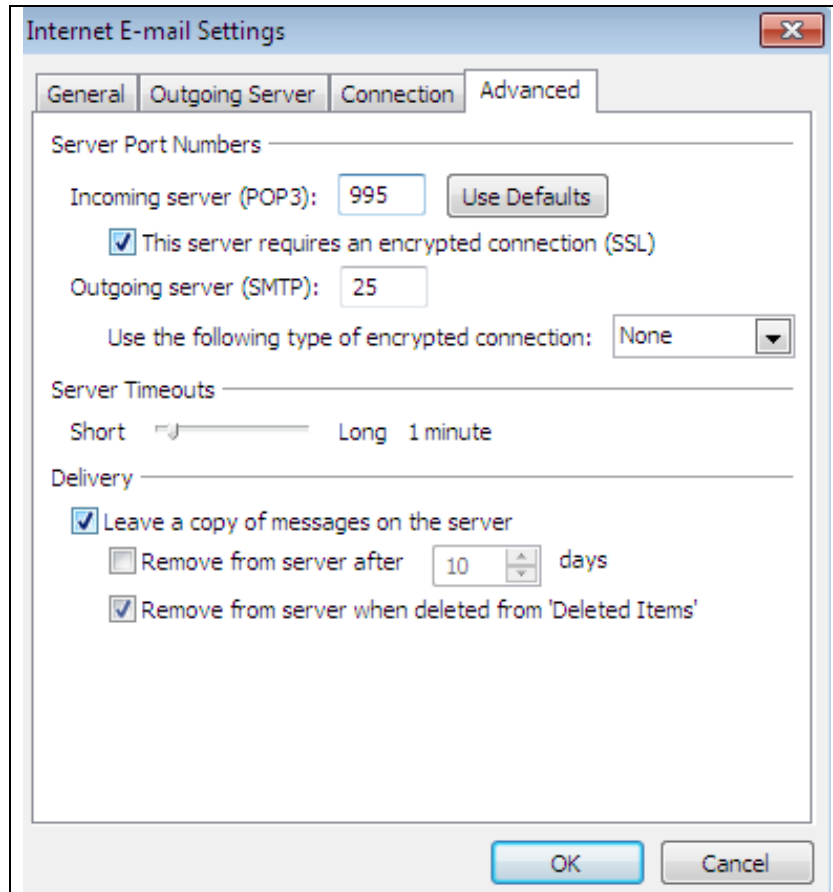 Internet E-mail Settings
General Outgoing Server Connection Advanced
Server Port Numbers
Incoming server (POP3): 995 Use Defaults
This server requires an encrypted connection (SSL)
Outgoing server (SMTP): 25
Use the following type of encrypted connection: None
Server Timeouts
Short Long 1 minute
Delivery
Leave a copy of messages on the server
Remove from server after 10 days
Remove from server when deleted from 'Deleted Items'
OK Cancel